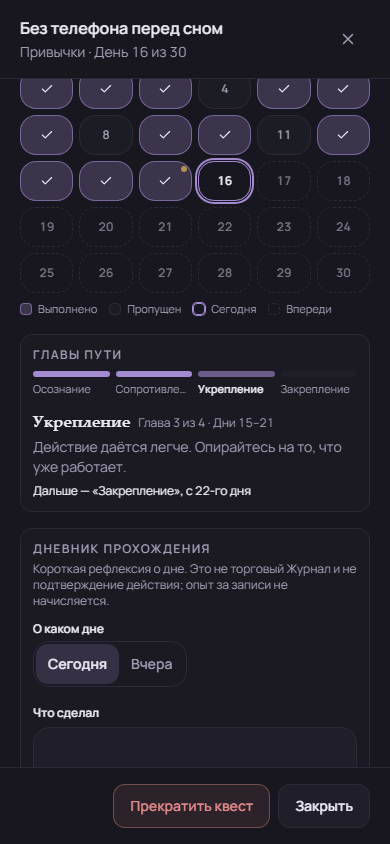 Без телефона перед сном
Привычки · День 16 из 30
4
8
11
16
17
18
19
20
21
22
23
24
25
26
27
28
29
30
Выполнено
Пропущен
Сегодня
Впереди
ГЛАВЫ ПУТИ
Осознание
Сопротивле...
Укрепление
Закрепление
Укрепление Глава 3 из 4 · Дни 15–21
Действие даётся легче. Опирайтесь на то, что
уже работает.
Дальше — «Закрепление», с 22-го дня
ДНЕВНИК ПРОХОЖДЕНИЯ
Короткая рефлексия о дне. Это не торговый Журнал и не
подтверждение действия; опыт за записи не
начисляется.
О каком дне
Сегодня
Вчера
Что сделал
Прекратить квест
Закрыть